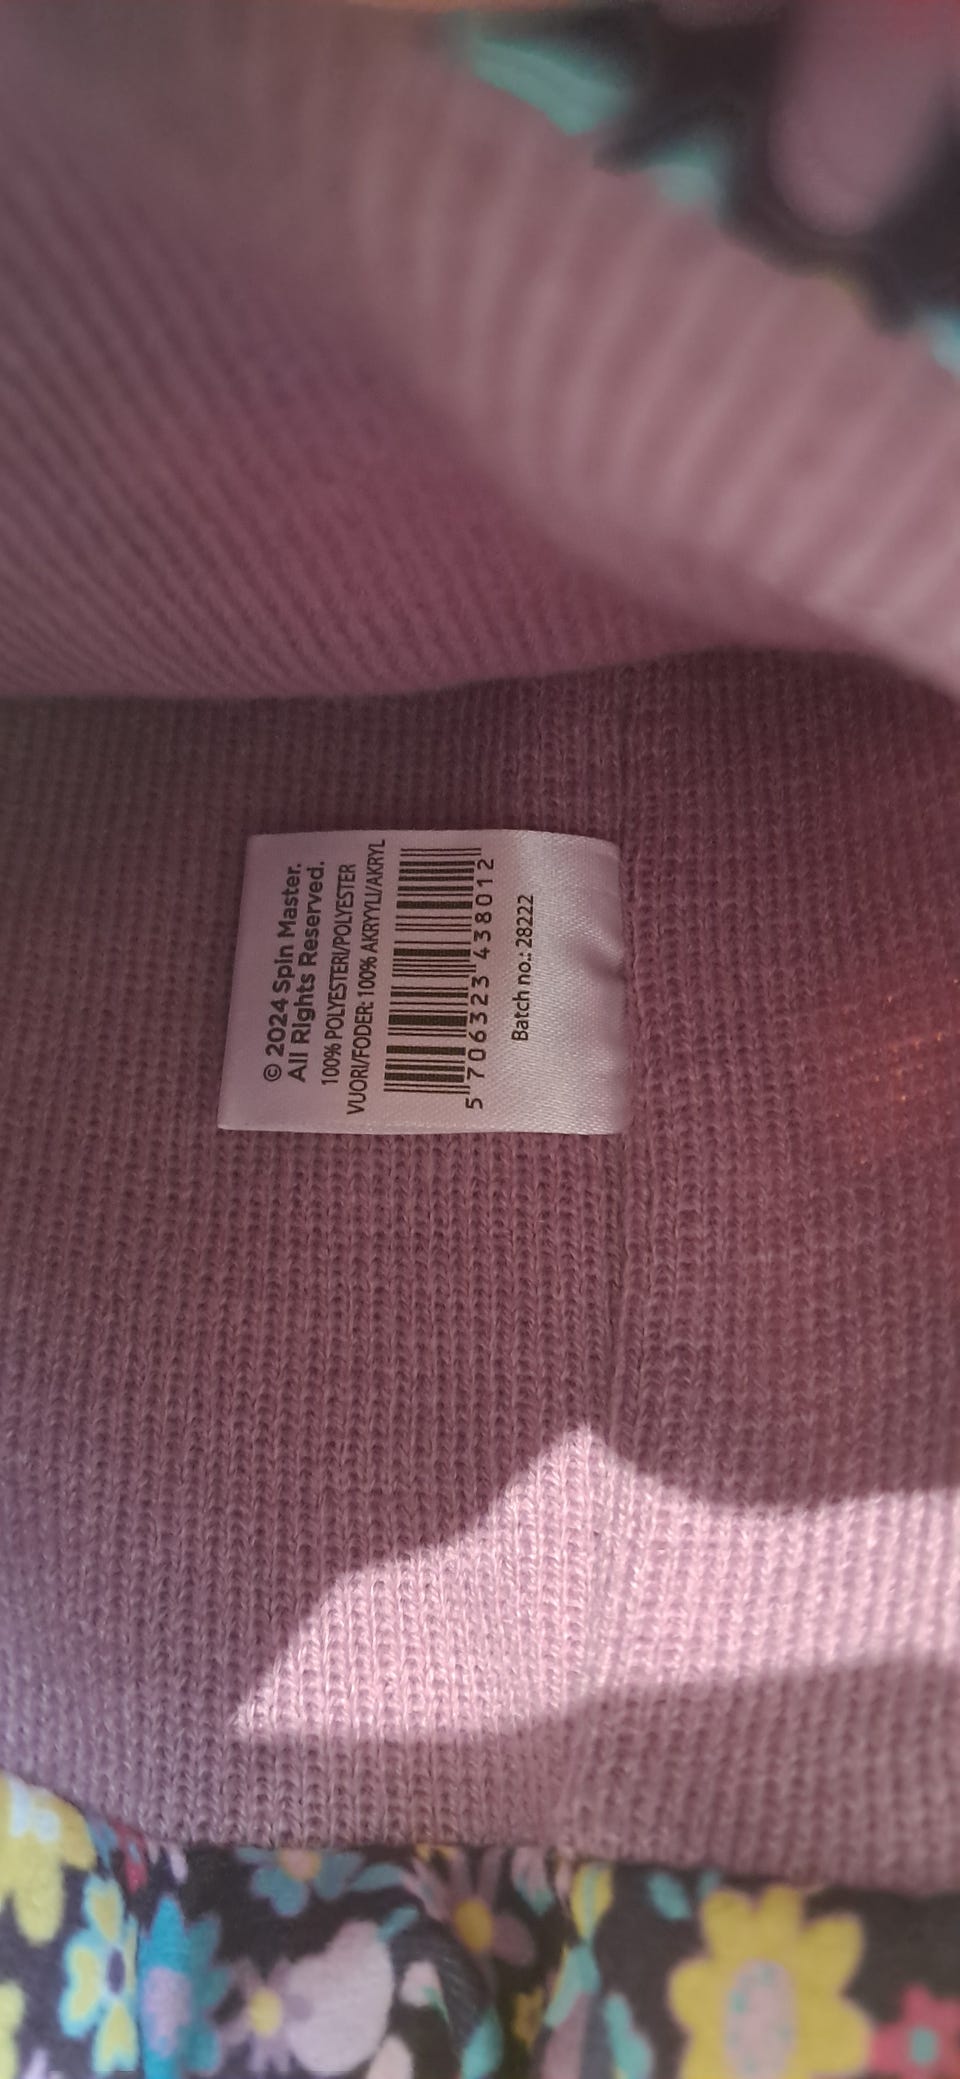 © 2024 Spin Master.
All Rights Reserved.
100% POLYESTERI/POLYESTER
VUORI/FODER: 100% AKRYYLI/AKRYL
5 706323 438012
Batch no.: 28222